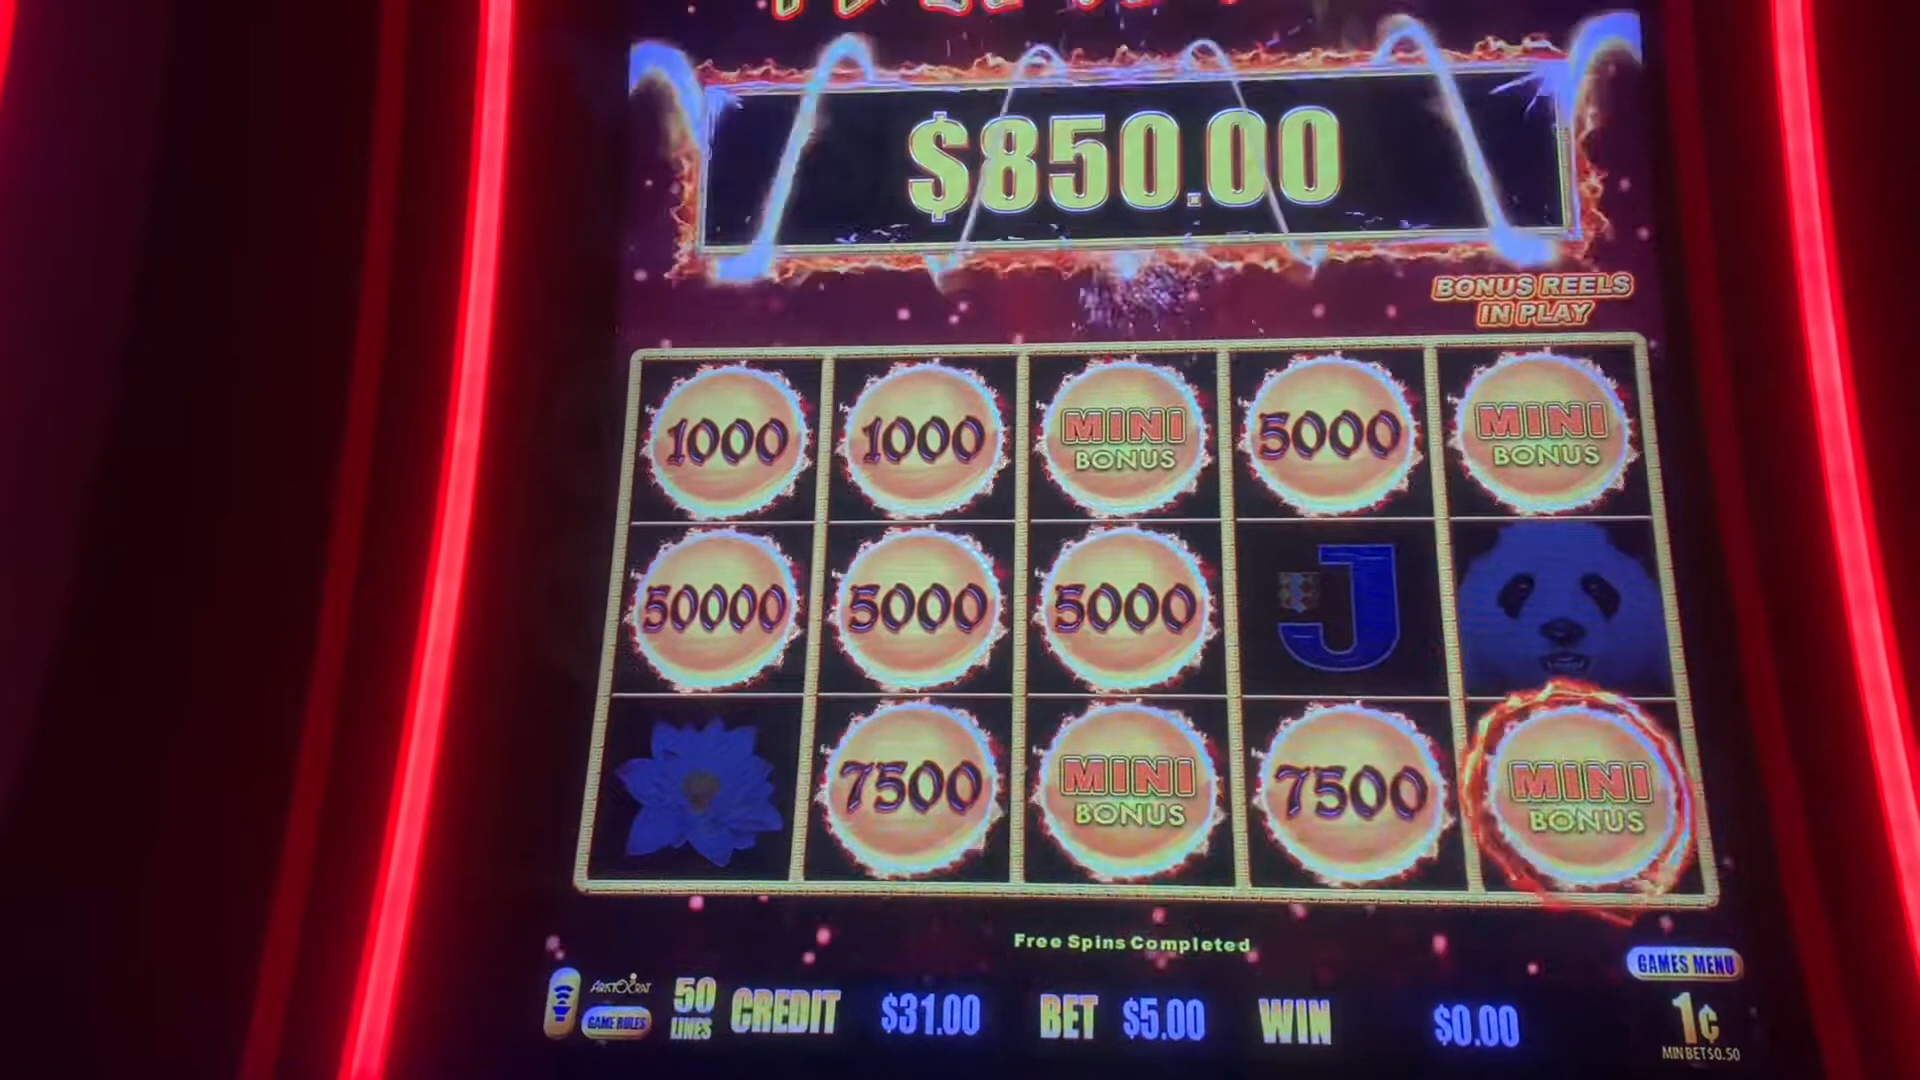 $850.00
BONUS REELS
IN PLAY
1000 1000 MINI BONUS 5000 MINI BONUS
50000 5000 5000 J
7500 MINI BONUS 7500 MINI BONUS
Free Spins Completed
GAMES MENU
ARISTOCRAT
GAME RULES
50 LINES
CREDIT $31.00 BET $5.00 WIN $0.00
1¢
MIN BET $0.50